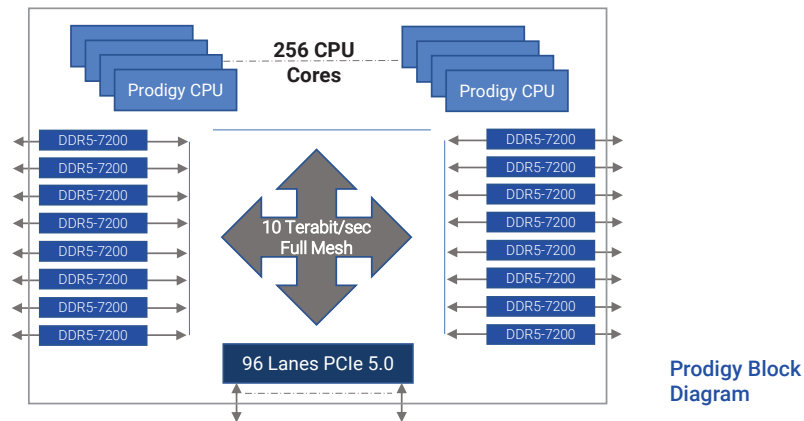 256 CPU
Cores
Prodigy CPU
Prodigy CPU
DDR5-7200
DDR5-7200
DDR5-7200
DDR5-7200
DDR5-7200
DDR5-7200
DDR5-7200
DDR5-7200
10 Terabit/sec
Full Mesh
DDR5-7200
DDR5-7200
DDR5-7200
DDR5-7200
DDR5-7200
DDR5-7200
DDR5-7200
DDR5-7200
96 Lanes PCIe 5.0
Prodigy Block
Diagram